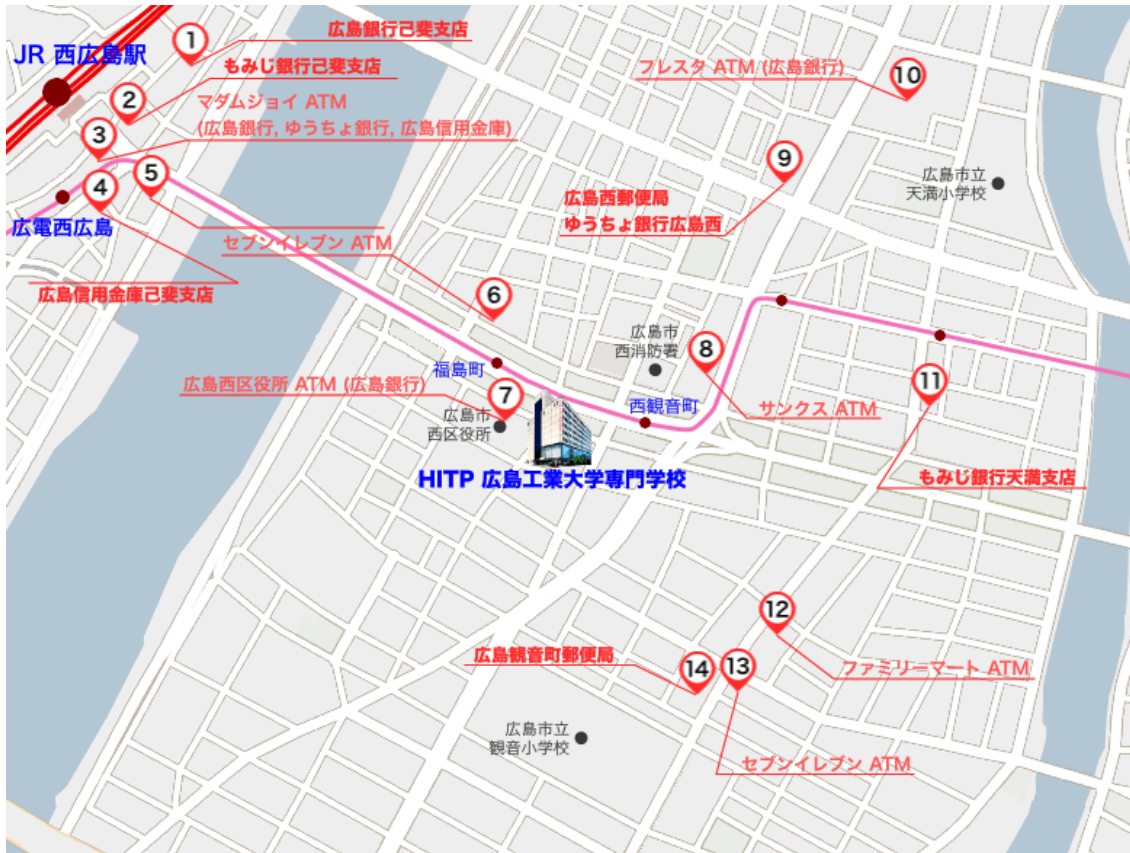 JR 西広島駅
1
広島銀行己斐支店
2
もみじ銀行己斐支店
3
マダムジョイ ATM
(広島銀行, ゆうちょ銀行, 広島信用金庫)
4
5
広電西広島
広島信用金庫己斐支店
セブンイレブン ATM
6
フレスタ ATM (広島銀行)
10
9
広島市立
天満小学校
広島西郵便局
ゆうちょ銀行広島西
広島市
西消防署
8
福島町
広島西区役所 ATM (広島銀行)
7
広島市
西区役所
西観音町
サンクス ATM
11
HITP 広島工業大学専門学校
もみじ銀行天満支店
12
広島観音町郵便局
14
13
ファミリーマート ATM
広島市立
観音小学校
セブンイレブン ATM